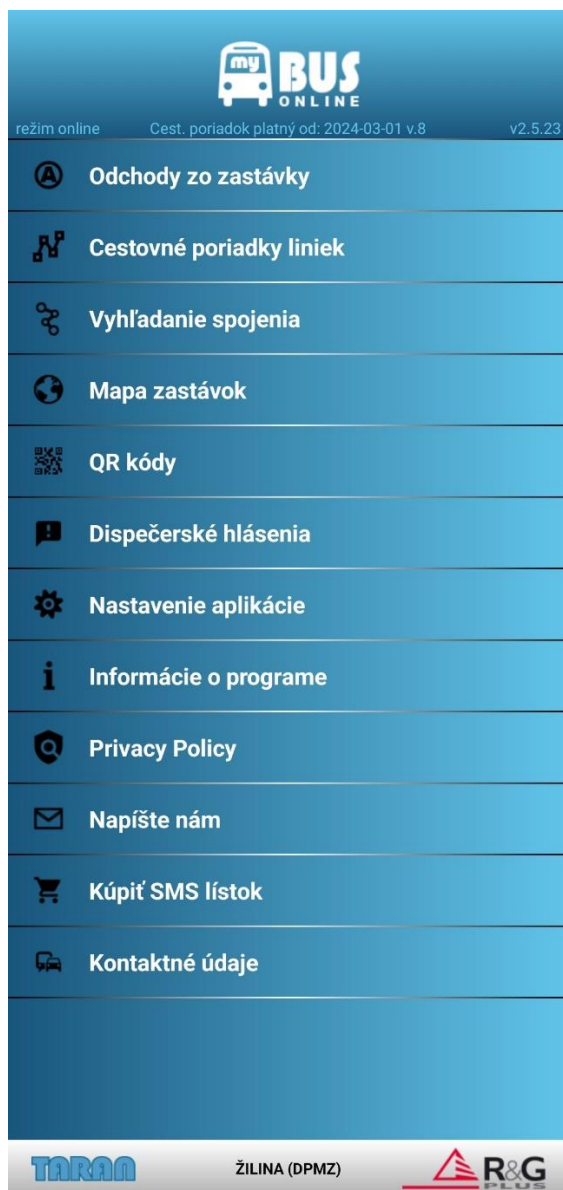 my BUS
ONLINE
režim online Cest. poriadok platný od: 2024-03-01 v.8 v2.5.23
Odchody zo zastávky
Cestovné poriadky liniek
Vyhľadanie spojenia
Mapa zastávok
QR kódy
Dispečerské hlásenia
Nastavenie aplikácie
Informácie o programe
Privacy Policy
Napíšte nám
Kúpiť SMS lístok
Kontaktné údaje
TARAN ŽILINA (DPMZ) R&G
PLUS